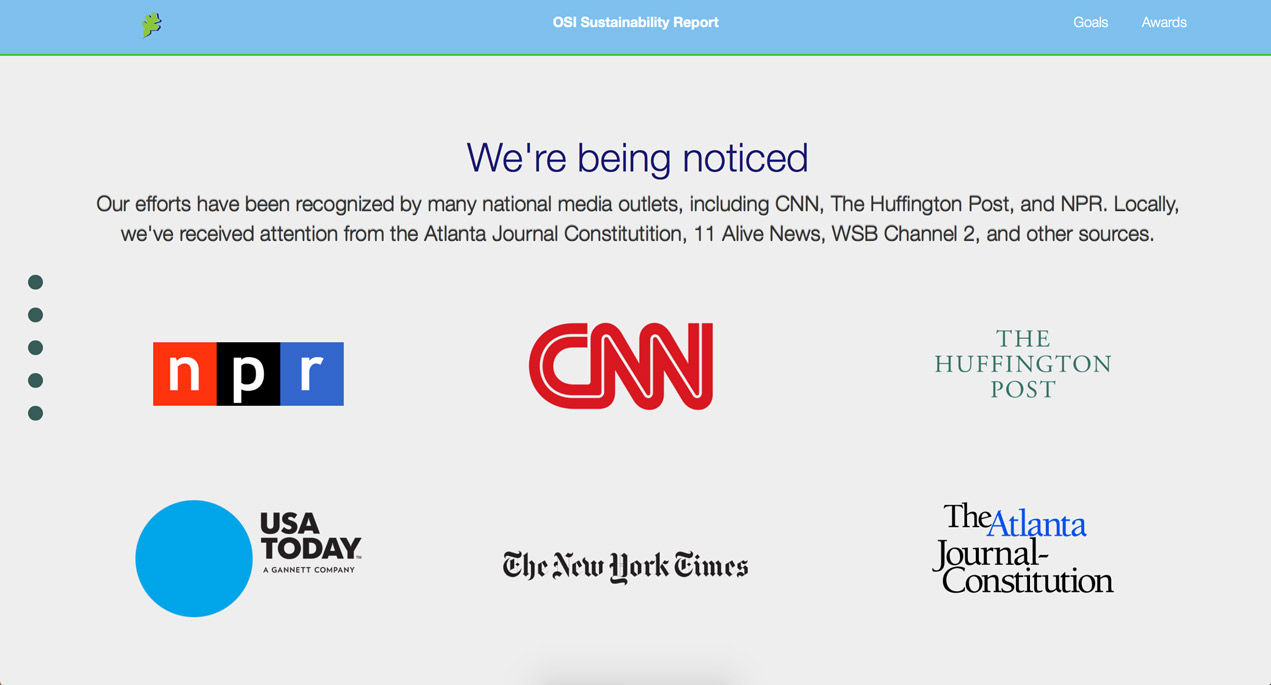 OSI Sustainability Report
Goals
Awards
We're being noticed
Our efforts have been recognized by many national media outlets, including CNN, The Huffington Post, and NPR. Locally,
we've received attention from the Atlanta Journal Constitutition, 11 Alive News, WSB Channel 2, and other sources.
npr
CNN
THE
HUFFINGTON
POST
USA
TODAY™
A GANNETT COMPANY
The New York Times
The Atlanta
Journal-
Constitution